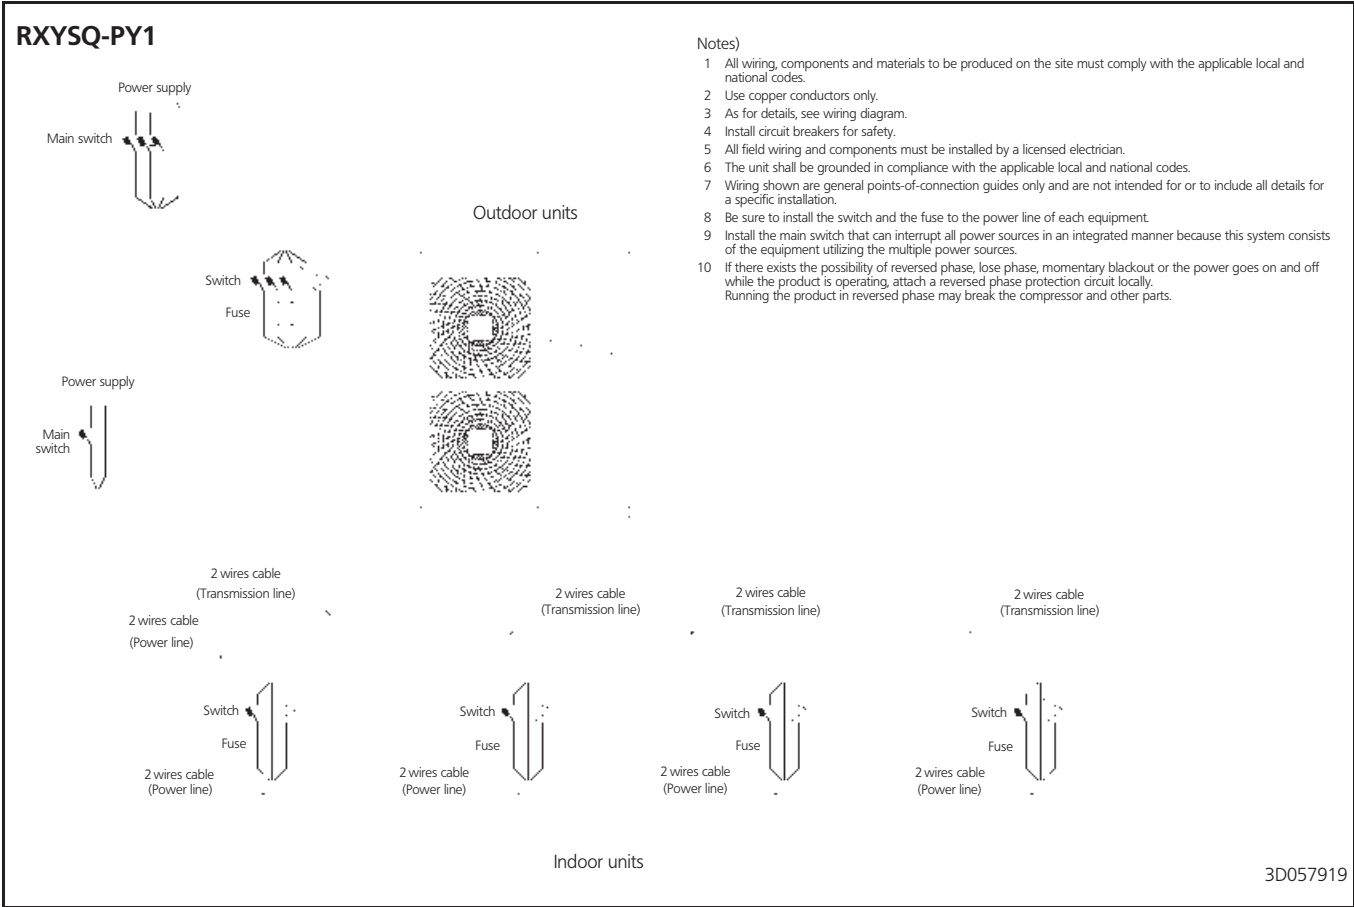 RXYSQ-PY1
Power supply
Main switch
Outdoor units
Switch
Fuse
Power supply
Main
switch
Notes)
1 All wiring, components and materials to be produced on the site must comply with the applicable local and
national codes.
2 Use copper conductors only.
3 As for details, see wiring diagram.
4 Install circuit breakers for safety.
5 All field wiring and components must be installed by a licensed electrician.
6 The unit shall be grounded in compliance with the applicable local and national codes.
7 Wiring shown are general points-of-connection guides only and are not intended for or to include all details for
a specific installation.
8 Be sure to install the switch and the fuse to the power line of each equipment.
9 Install the main switch that can interrupt all power sources in an integrated manner because this system consists
of the equipment utilizing the multiple power sources.
10 If there exists the possibility of reversed phase, lose phase, momentary blackout or the power goes on and off
while the product is operating, attach a reversed phase protection circuit locally.
Running the product in reversed phase may break the compressor and other parts.
2 wires cable
(Transmission line)
2 wires cable
(Power line)
2 wires cable
(Transmission line)
2 wires cable
(Transmission line)
2 wires cable
(Transmission line)
Switch
Fuse
2 wires cable
(Power line)
Switch
Fuse
2 wires cable
(Power line)
Switch
Fuse
2 wires cable
(Power line)
Switch
Fuse
2 wires cable
(Power line)
Indoor units
3D057919